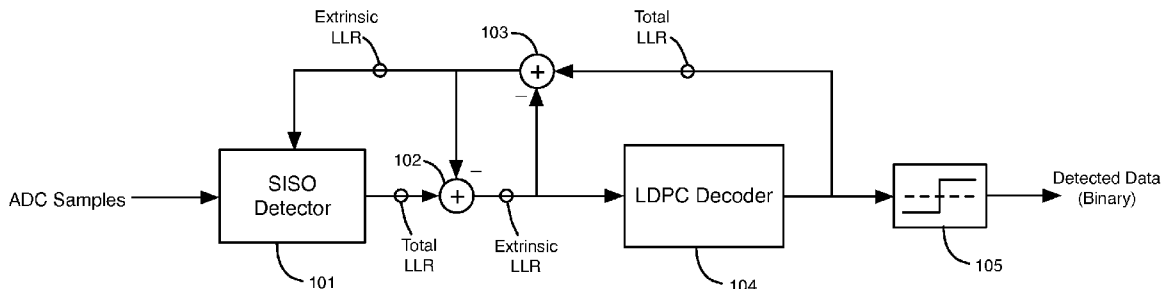 Extrinsic
LLR
103
Total
LLR
+
−
102
−
ADC Samples
SISO
Detector
+
LDPC Decoder
Detected Data
(Binary)
Total
LLR
Extrinsic
LLR
101
104
105